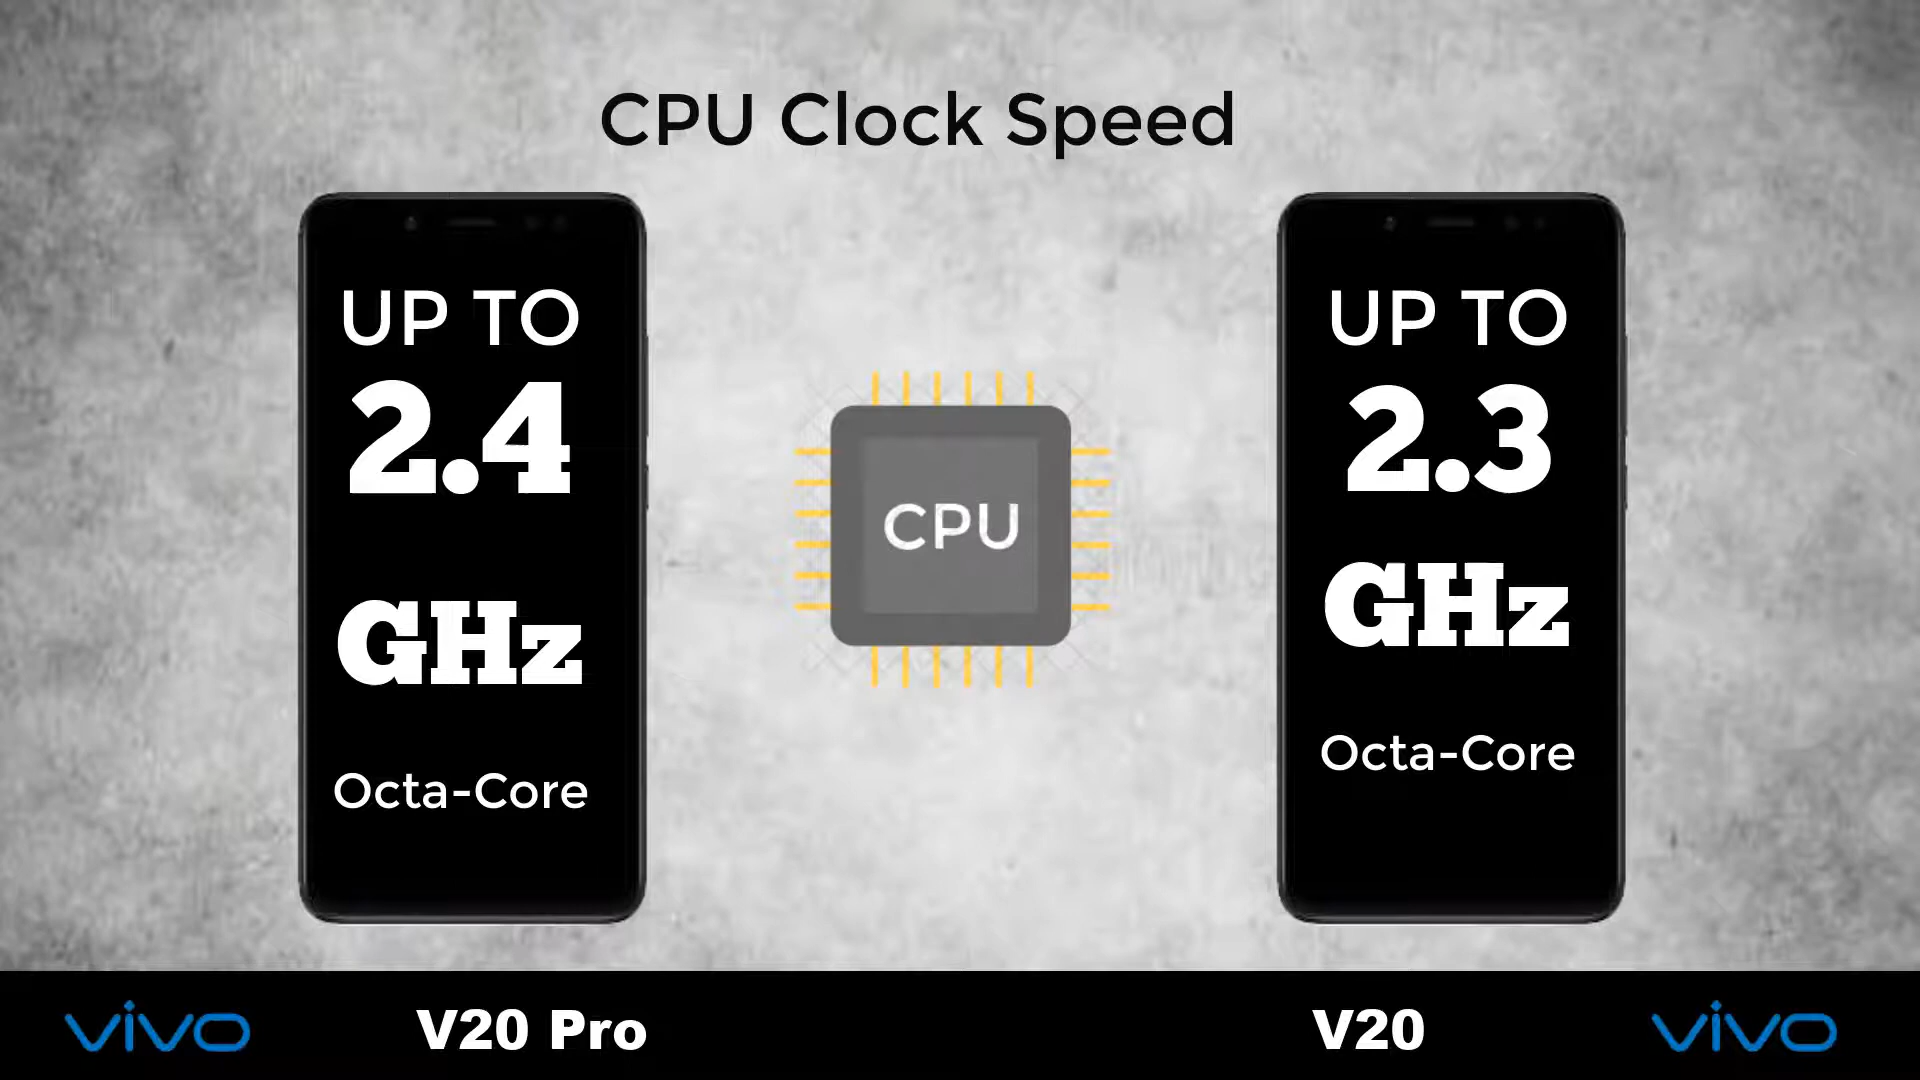 CPU Clock Speed
UP TO
2.4
GHz
Octa-Core
CPU
UP TO
2.3
GHz
Octa-Core
vivo
V20 Pro
V20
vivo